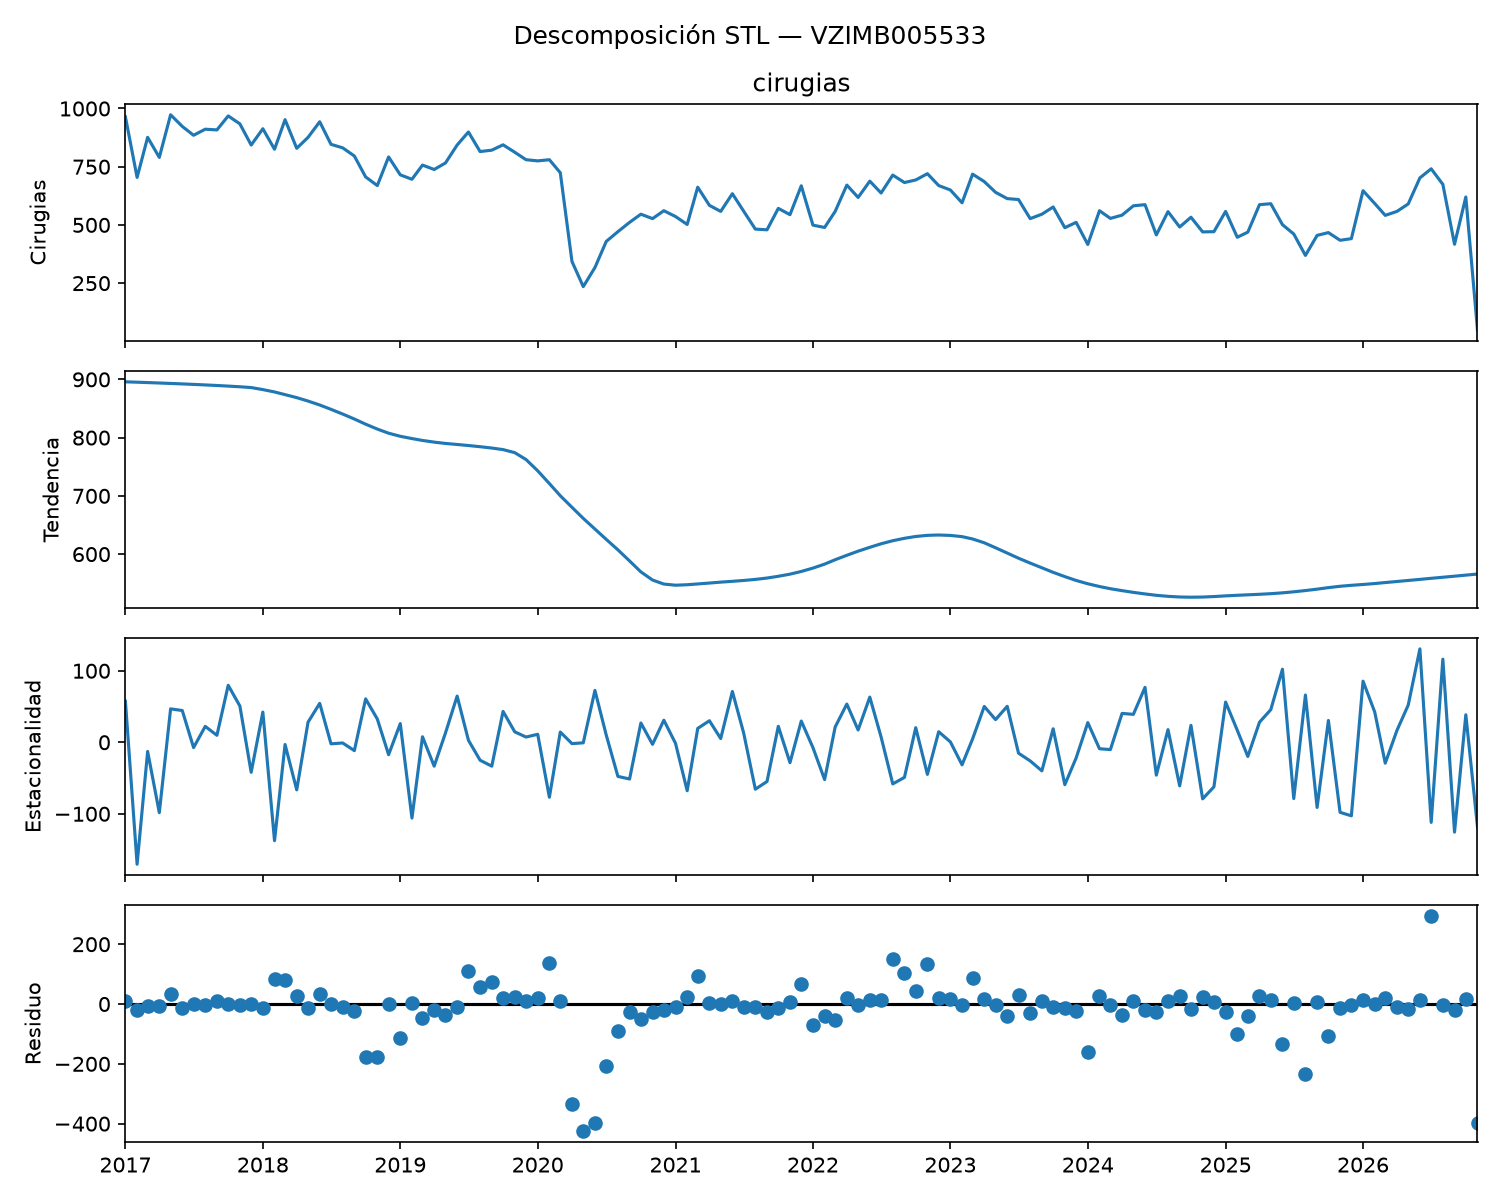 Descomposición STL — VZIMB005533
cirugias
1000
750
500
250
Cirugias
900
800
700
600
Tendencia
100
0
−100
Estacionalidad
200
0
−200
−400
Residuo
2017 2018 2019 2020 2021 2022 2023 2024 2025 2026